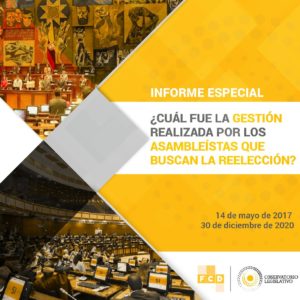 INFORME ESPECIAL
¿CUÁL FUE LA GESTIÓN
REALIZADA POR LOS
ASAMBLEÍSTAS QUE
BUSCAN LA REELECCIÓN?
14 de mayo de 2017
30 de diciembre de 2020
FCD
OBSERVATORIO
LEGISLATIVO